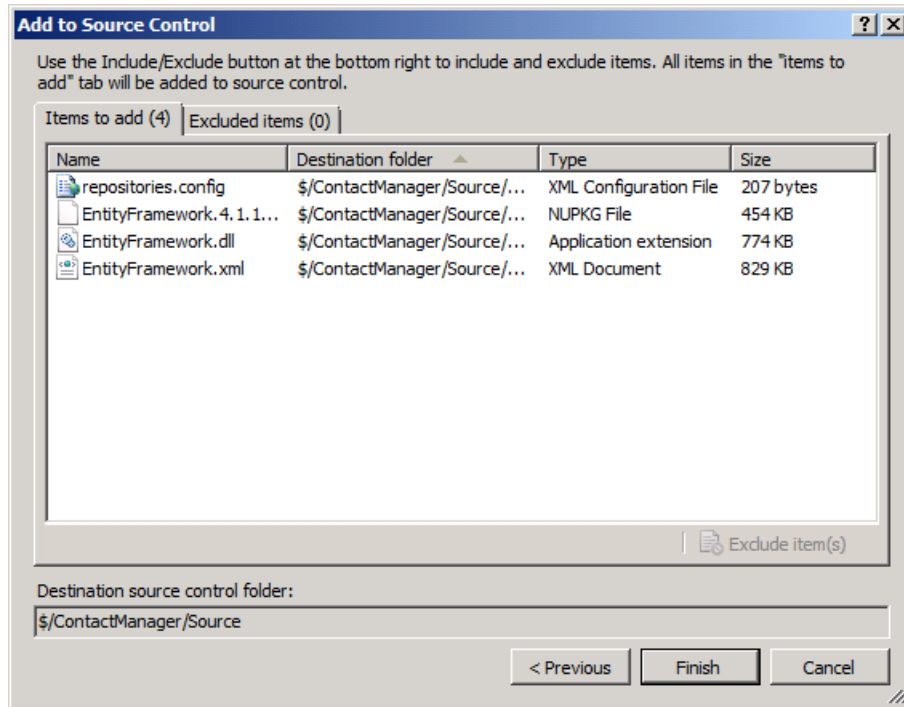 Add to Source Control
Use the Include/Exclude button at the bottom right to include and exclude items. All items in the "items to
add" tab will be added to source control.
Items to add (4) Excluded items (0)
Name Destination folder Type Size
repositories.config $/ContactManager/Source/... XML Configuration File 207 bytes
EntityFramework.4.1.1... $/ContactManager/Source/... NUPKG File 454 KB
EntityFramework.dll $/ContactManager/Source/... Application extension 774 KB
EntityFramework.xml $/ContactManager/Source/... XML Document 829 KB
Exclude item(s)
Destination source control folder:
$/ContactManager/Source
< Previous Finish Cancel